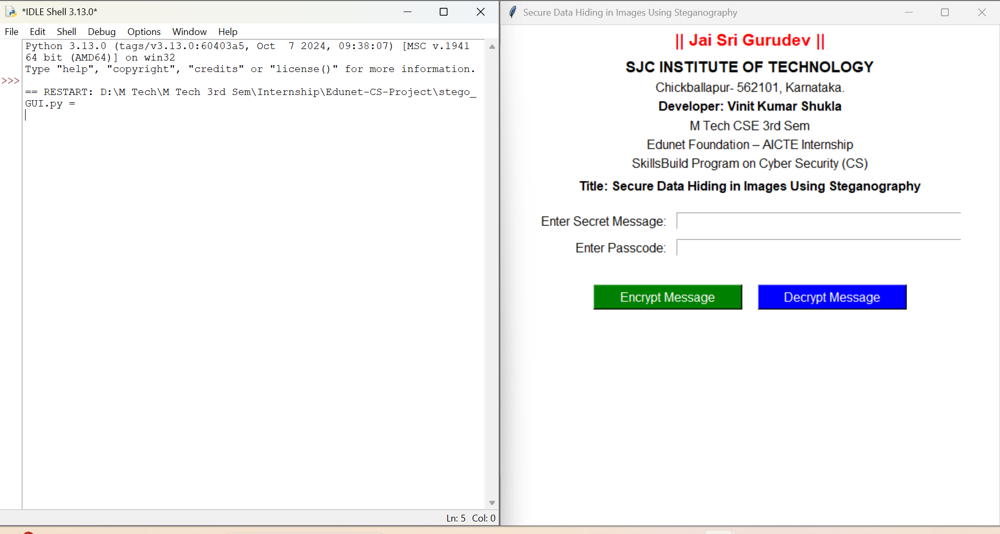 *IDLE Shell 3.13.0*
File Edit Shell Debug Options Window Help
Python 3.13.0 (tags/v3.13.0:60403a5, Oct  7 2024, 09:38:07) [MSC v.1941
64 bit (AMD64)] on win32
Type "help", "copyright", "credits" or "license()" for more information.
>>>
== RESTART: D:\M Tech\M Tech 3rd Sem\Internship\Edunet-CS-Project\stego_
GUI.py =
Ln: 5 Col: 0
Secure Data Hiding in Images Using Steganography
|| Jai Sri Gurudev ||
SJC INSTITUTE OF TECHNOLOGY
Chickballapur- 562101, Karnataka.
Developer: Vinit Kumar Shukla
M Tech CSE 3rd Sem
Edunet Foundation – AICTE Internship
SkillsBuild Program on Cyber Security (CS)
Title: Secure Data Hiding in Images Using Steganography
Enter Secret Message:
Enter Passcode:
Encrypt Message
Decrypt Message